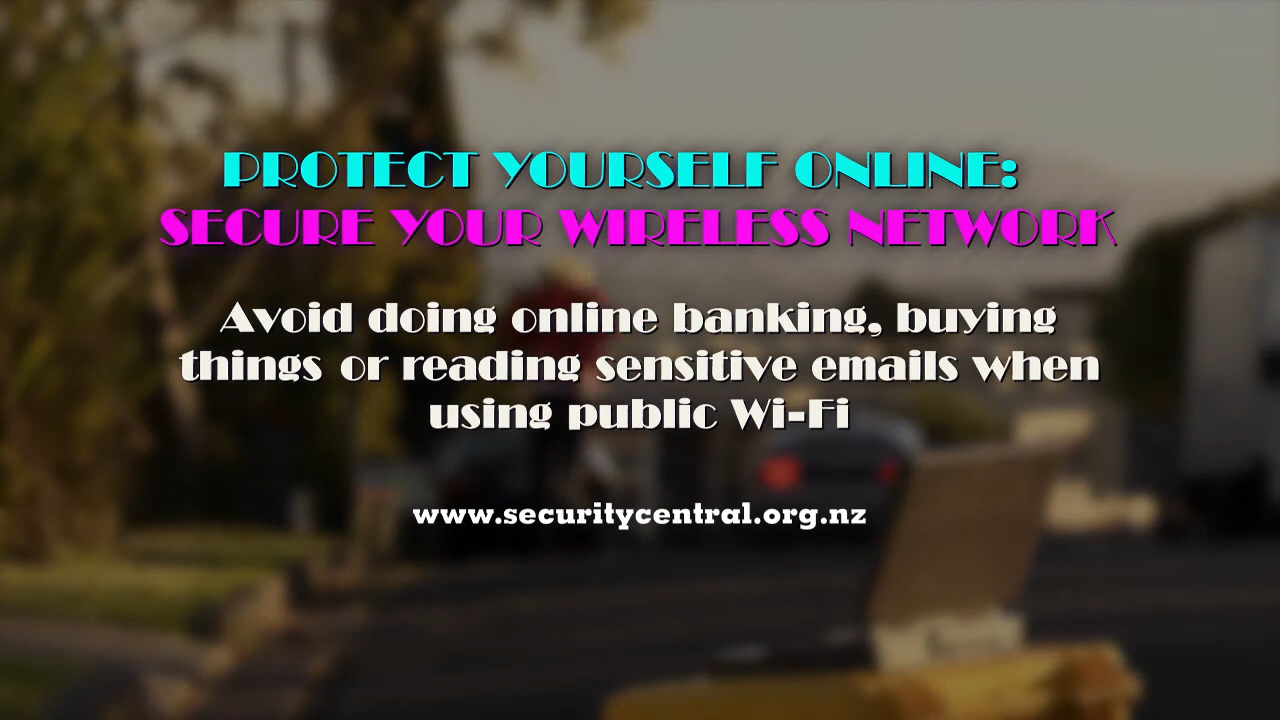 PROTECT YOURSELF ONLINE:
SECURE YOUR WIRELESS NETWORK
Avoid doing online banking, buying
things or reading sensitive emails when
using public Wi-Fi
www.securitycentral.org.nz